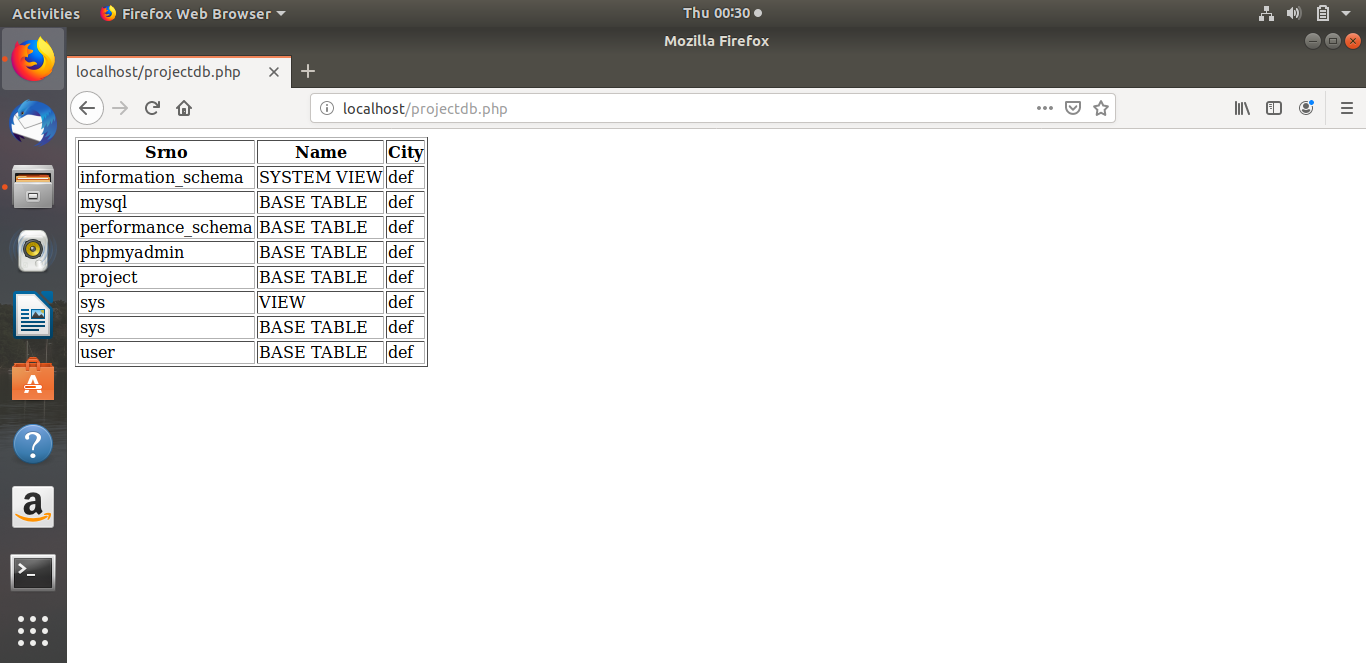 Activities Firefox Web Browser Thu 00:30
Mozilla Firefox
localhost/projectdb.php
localhost/projectdb.php
Srno Name City
information_schema SYSTEM VIEW def
mysql BASE TABLE def
performance_schema BASE TABLE def
phpmyadmin BASE TABLE def
project BASE TABLE def
sys VIEW def
sys BASE TABLE def
user BASE TABLE def